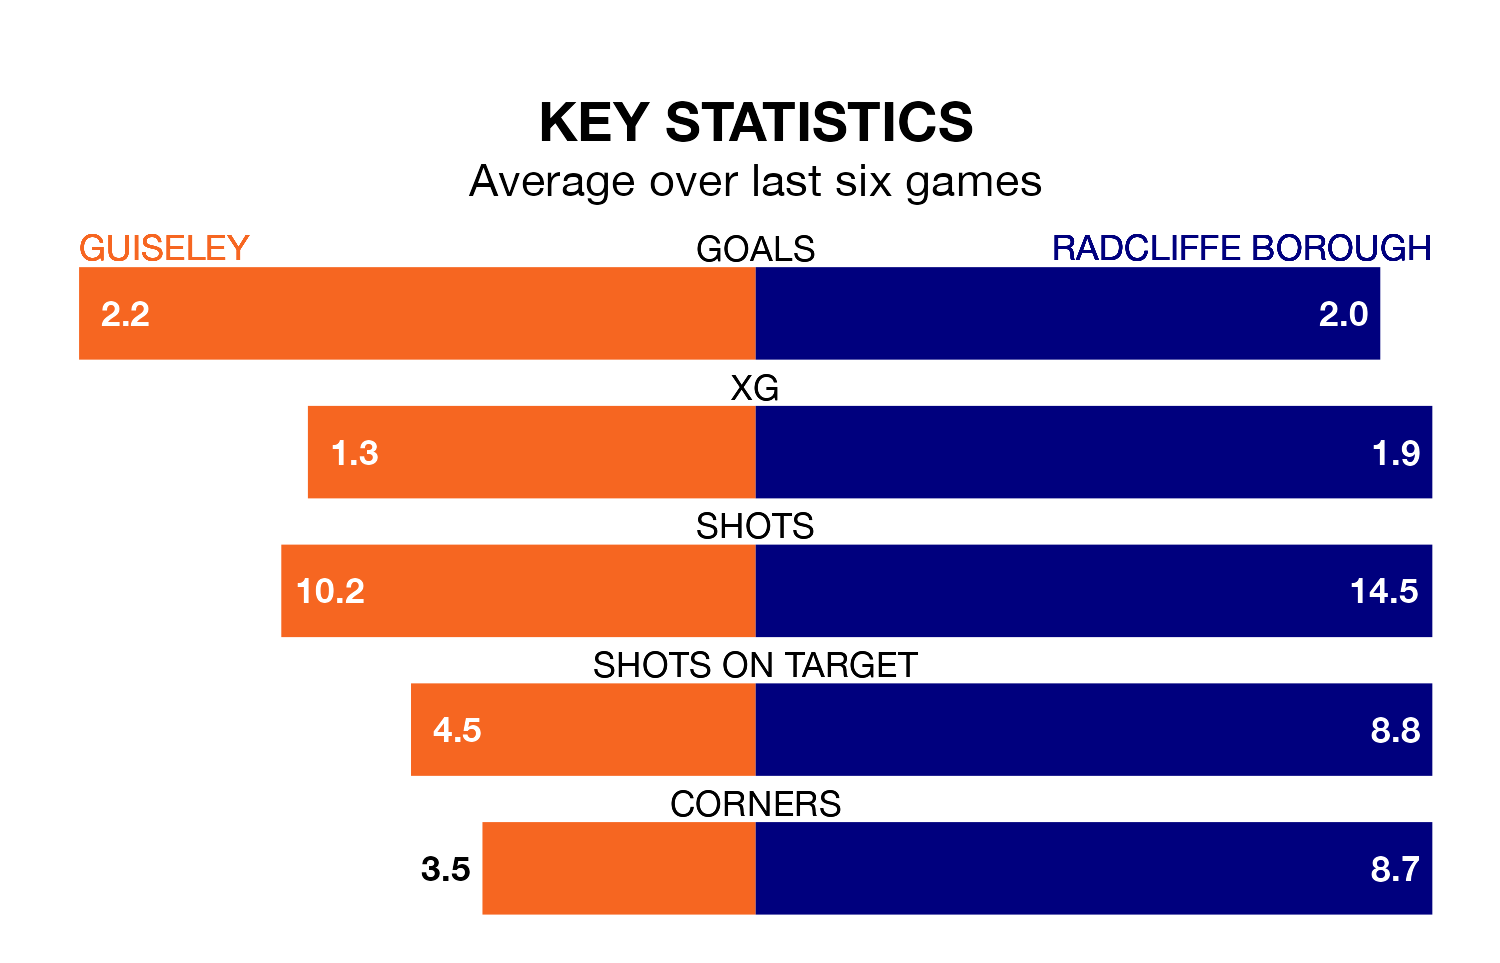 KEY STATISTICS
Average over last six games
GUISELEY GOALS RADCLIFFE BOROUGH
2.2 2.0
XG
1.3 1.9
SHOTS
10.2 14.5
SHOTS ON TARGET
4.5 8.8
CORNERS
3.5 8.7